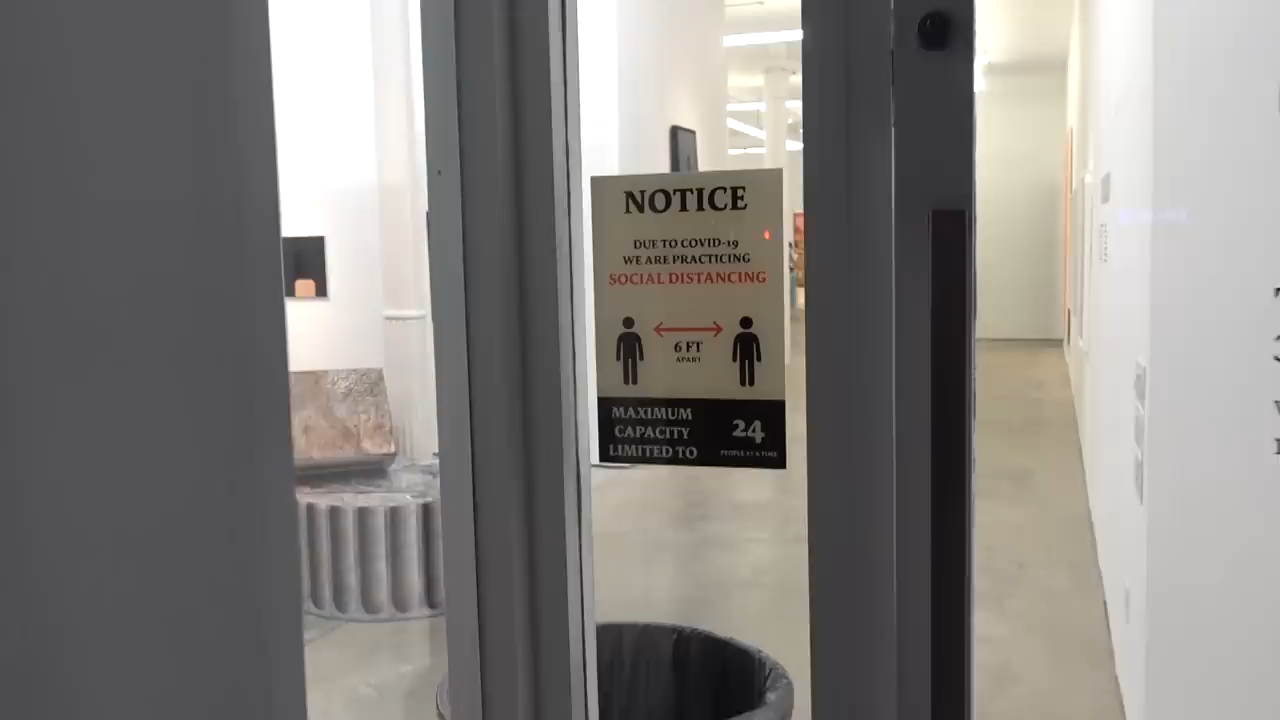 NOTICE
DUE TO COVID-19
WE ARE PRACTICING
SOCIAL DISTANCING
6 FT
APART
MAXIMUM
CAPACITY
LIMITED TO
24
PEOPLE AT A TIME